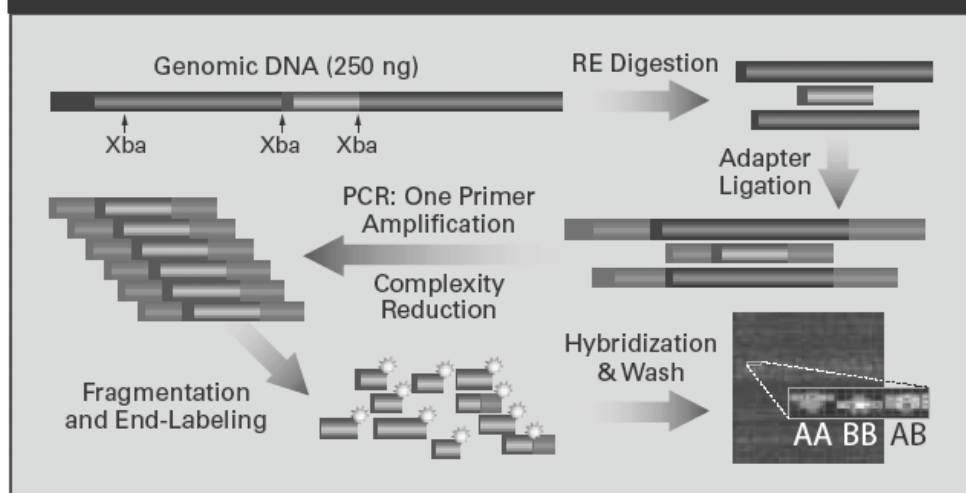 Genomic DNA (250 ng)
RE Digestion
Xba
Xba
Xba
Adapter
Ligation
PCR: One Primer
Amplification
Complexity
Reduction
Fragmentation
and End-Labeling
Hybridization
& Wash
AA BB AB